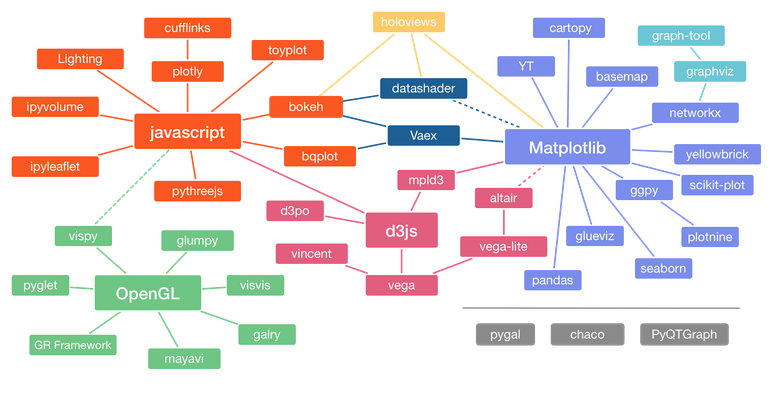 cufflinks
holoviews
cartopy
graph-tool
Lighting
toyplot
plotly
YT
basemap
graphviz
datashader
ipyvolume
bokeh
networkx
javascript
Vaex
Matplotlib
bqplot
yellowbrick
ipyleaflet
mpld3
scikit-plot
pythreejs
altair
ggpy
d3po
d3js
vispy
glumpy
glueviz
plotnine
vincent
vega-lite
seaborn
pyglet
OpenGL
visvis
vega
pandas
GR Framework
galry
pygal
chaco
PyQTGraph
mayavi